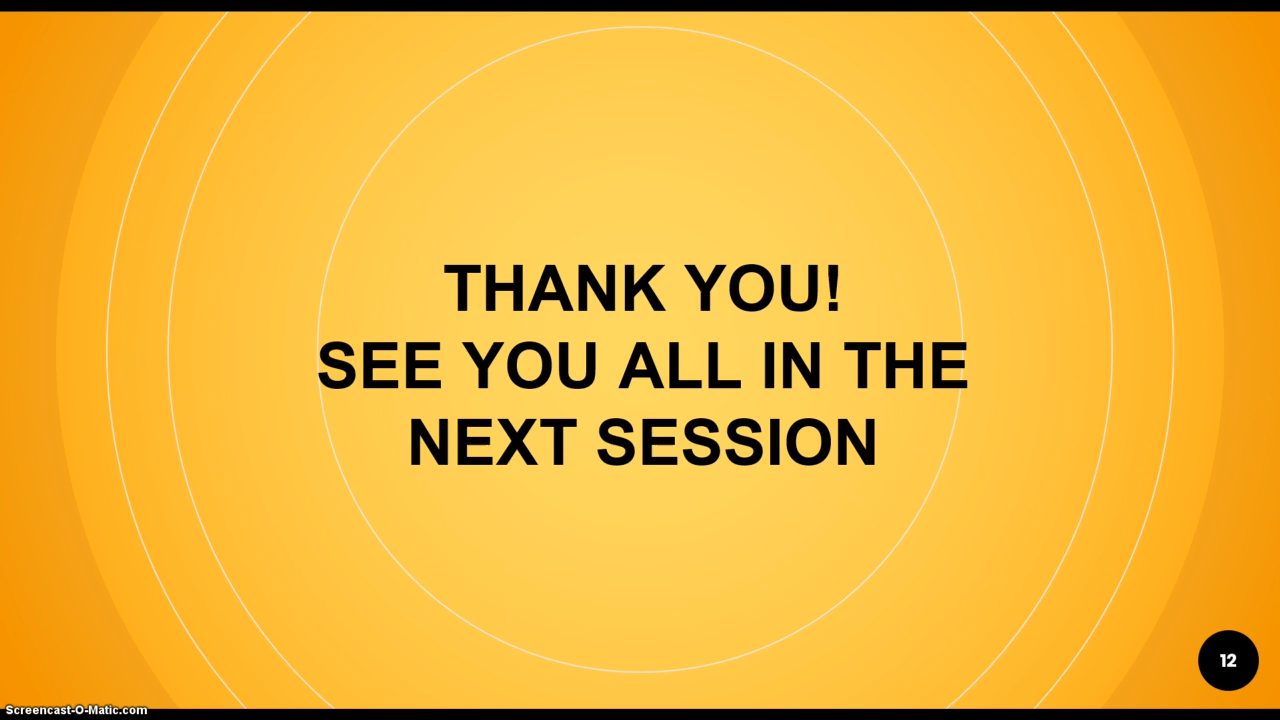 THANK YOU!
SEE YOU ALL IN THE
NEXT SESSION
12
Screencast-O-Matic.com